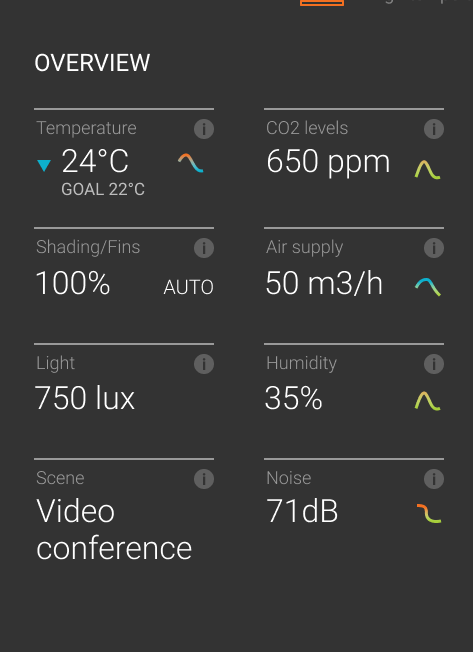 OVERVIEW
Temperature
24°C
GOAL 22°C
CO2 levels
650 ppm
Shading/Fins
100%
AUTO
Air supply
50 m3/h
Light
750 lux
Humidity
35%
Scene
Video
conference
Noise
71dB